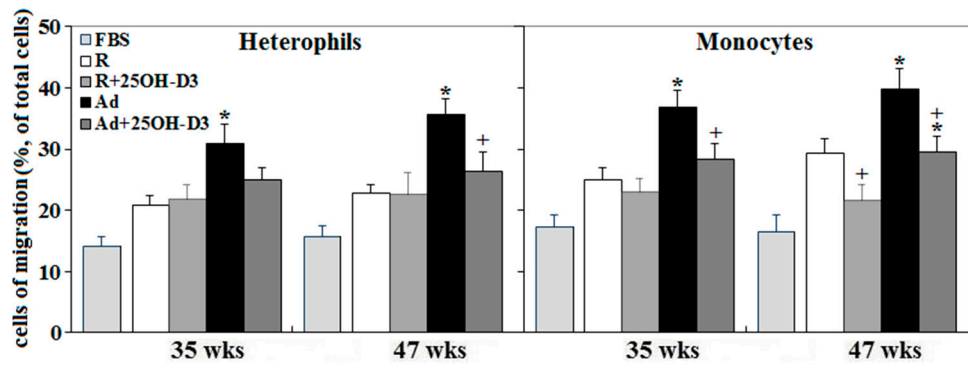 cells of migration (%, of total cells)
50
40
30
20
10
0
Heterophils
Monocytes
FBS
R
R+25OH-D3
Ad
Ad+25OH-D3
*
*
+
*
+
+
*
+
*
35 wks
47 wks
35 wks
47 wks